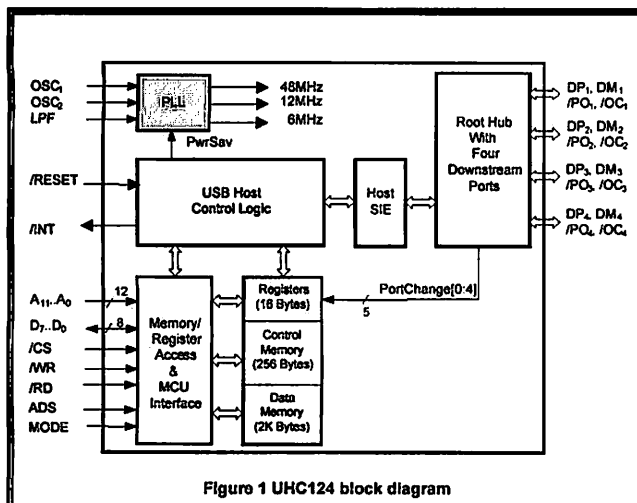 OSC1
OSC2
LPF
PLL
48MHz
12MHz
6MHz
PwrSav
/RESET
/INT
USB Host
Control Logic
Host
SIE
Root Hub
With
Four
Downstream
Ports
DP1, DM1
/PO1, /OC1
DP2, DM2
/PO2, /OC2
DP3, DM3
/PO3, /OC3
DP4, DM4
/PO4, /OC4
PortChange[0:4]
5
A11..A0
12
D7..D0
8
/CS
/WR
/RD
ADS
MODE
Memory/
Register
Access
&
MCU
Interface
Registers
(16 Bytes)
Control
Memory
(256 Bytes)
Data
Memory
(2K Bytes)
Figure 1 UHC124 block diagram